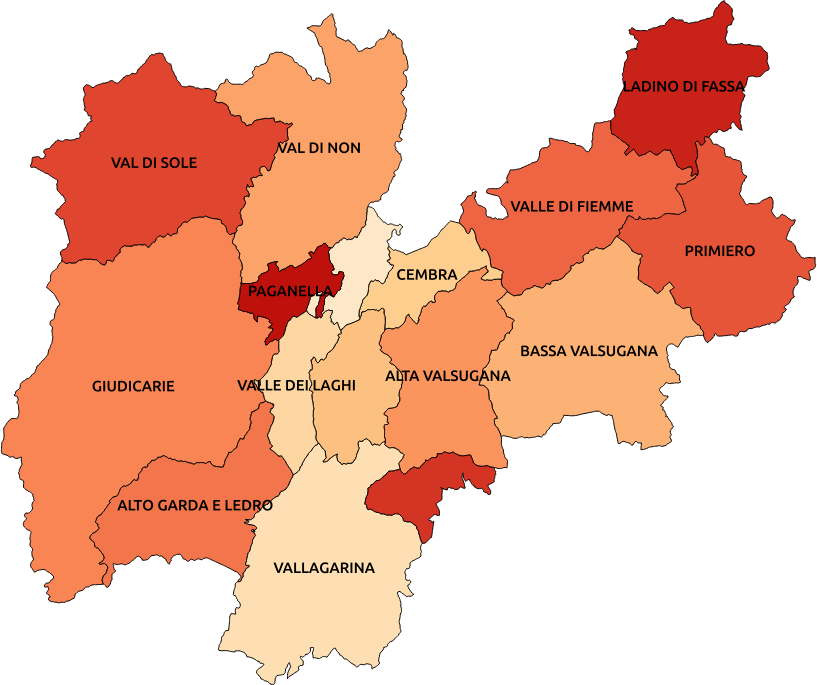 LADINO DI FASSA
VAL DI NON
VAL DI SOLE
VALLE DI FIEMME
PRIMIERO
CEMBRA
PAGANELLA
BASSA VALSUGANA
ALTA VALSUGANA
VALLE DEI LAGHI
GIUDICARIE
ALTO GARDA E LEDRO
VALLAGARINA